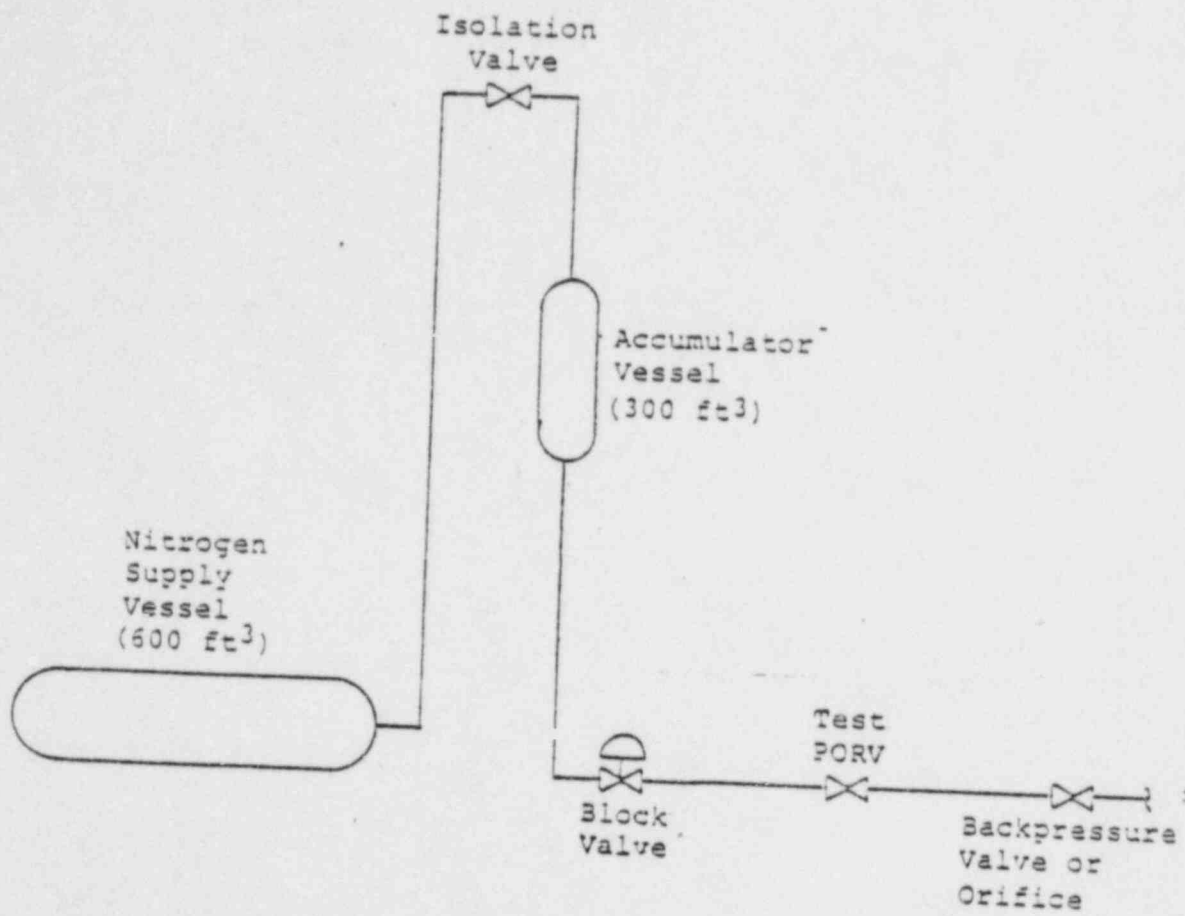 Isolation
Valve
Accumulator
Vessel
(300 ft³)
Nitrogen
Supply
Vessel
(600 ft³)
Test
PORV
Block
Valve
Backpressure
Valve or
Orifice